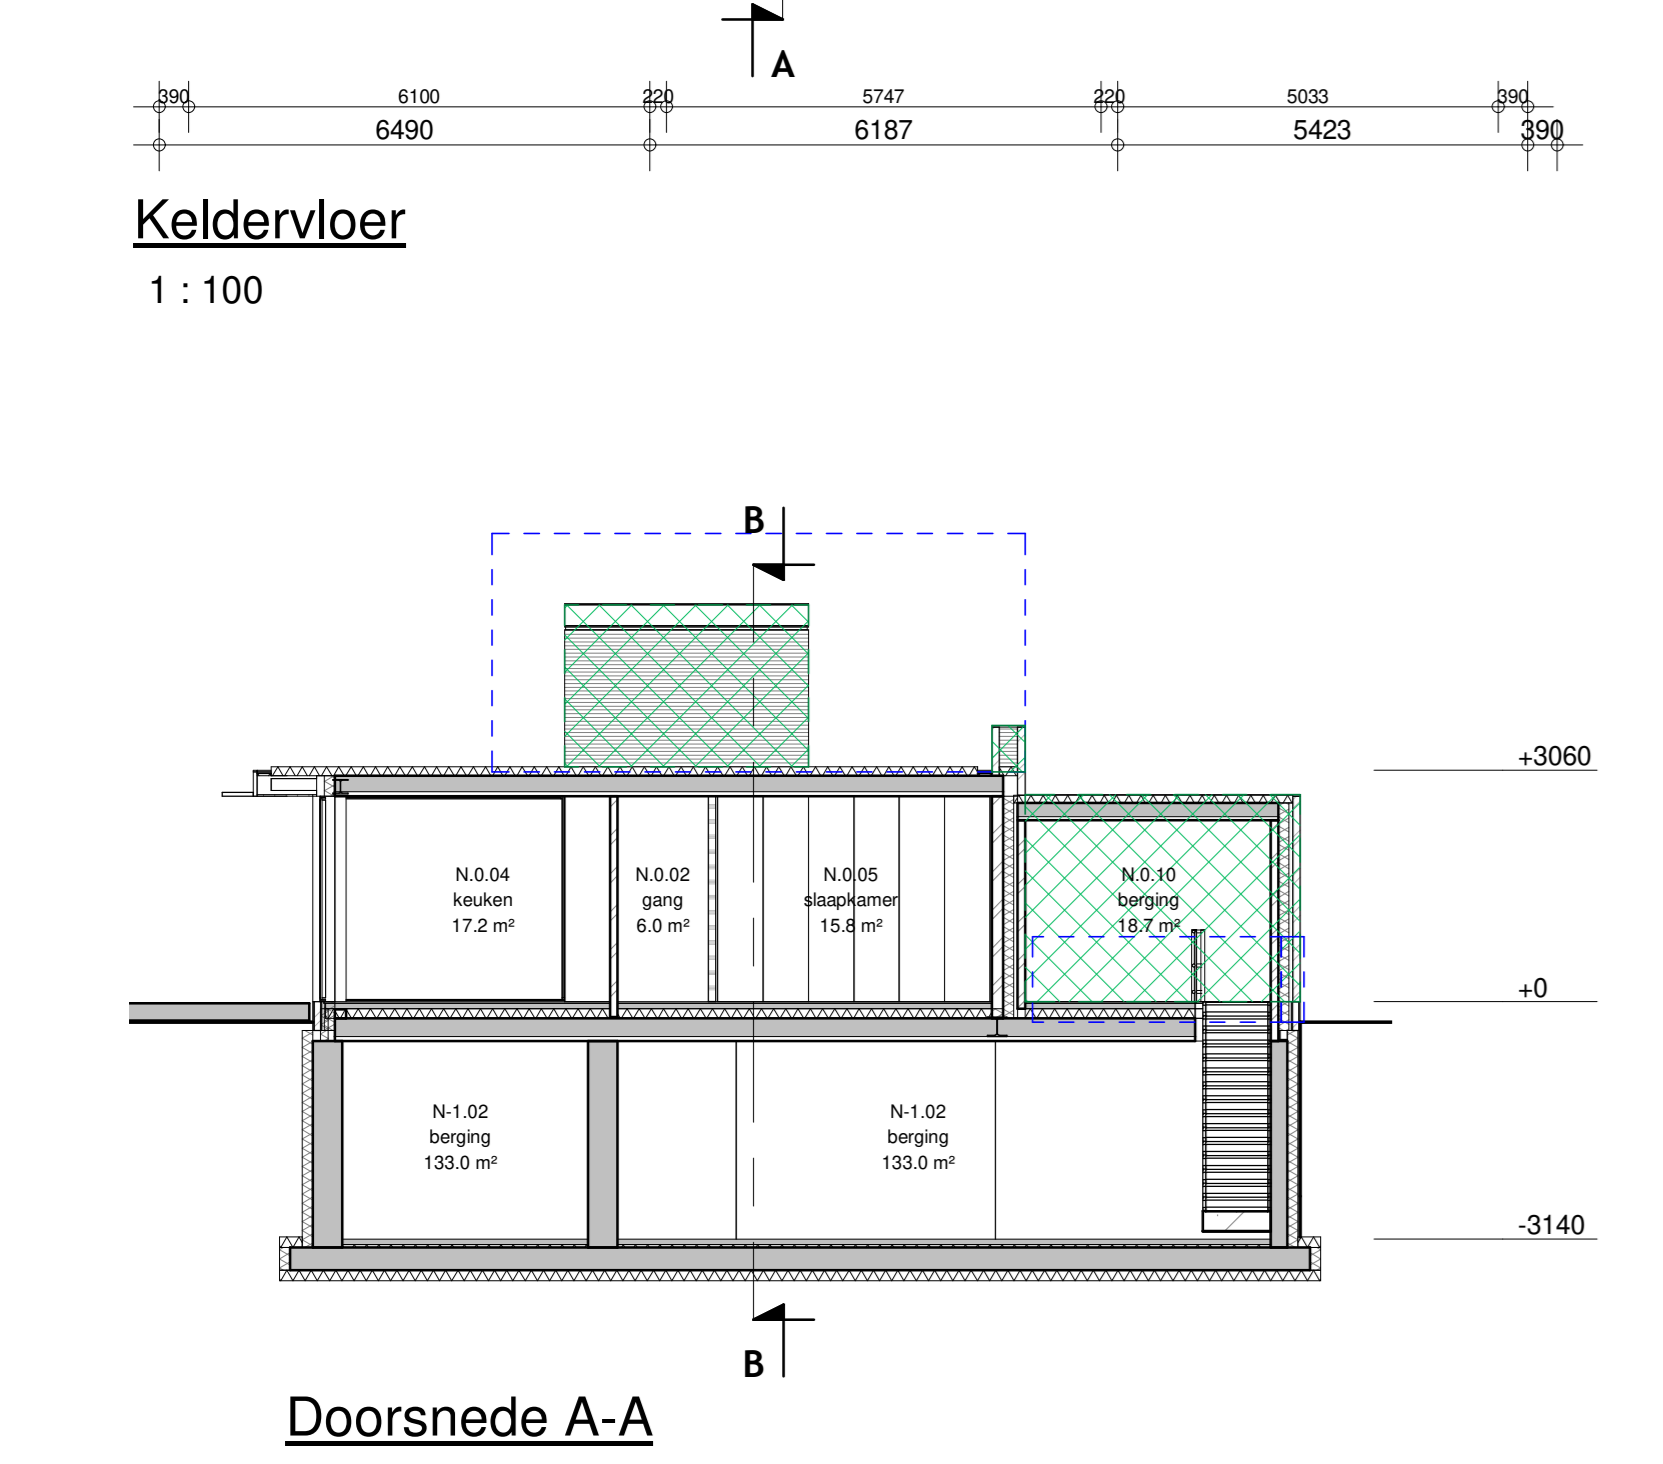 A
390 6100 220 5747 220 5033 390
6490 6187 5423 390
Keldervloer
1 : 100
B
+3060
N.0.04
keuken
17.2 m²
N.0.02
gang
6.0 m²
N.0.05
slaapkamer
15.8 m²
N.0.10
berging
18.7 m²
+0
N-1.02
berging
133.0 m²
N-1.02
berging
133.0 m²
-3140
B
Doorsnede A-A